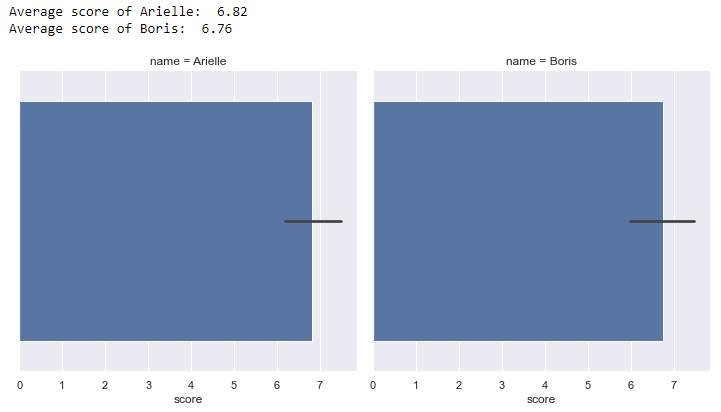 Average score of Arielle:  6.82
Average score of Boris:  6.76
name = Arielle
name = Boris
0 1 2 3 4 5 6 7
0 1 2 3 4 5 6 7
score
score